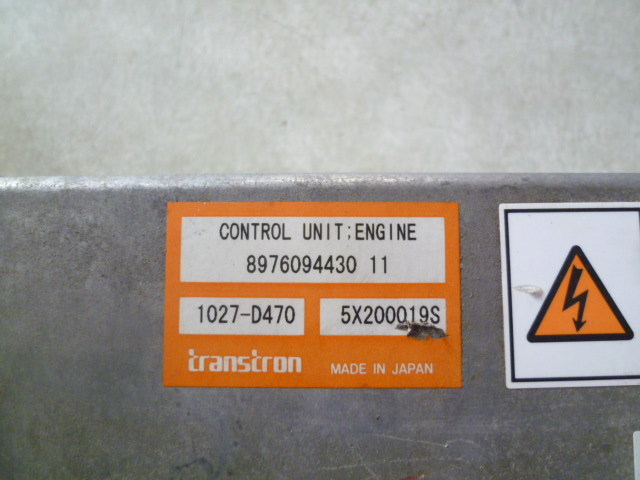 CONTROL UNIT:ENGINE
8976094430 11
1027-D470 5X200019S
transtron MADE IN JAPAN